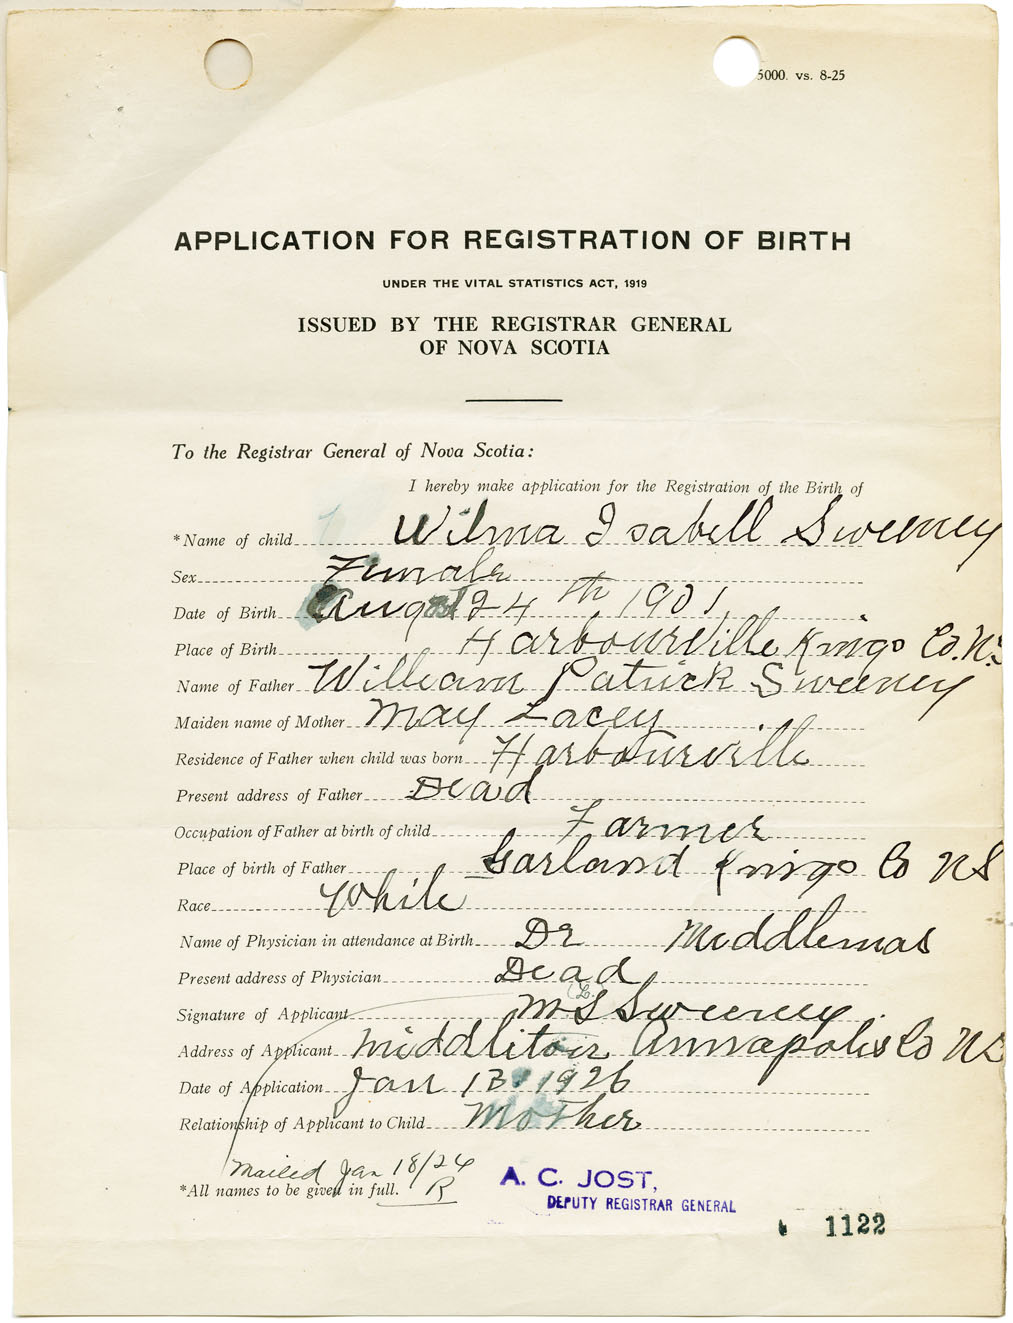 5000. vs. 8-25
APPLICATION FOR REGISTRATION OF BIRTH
UNDER THE VITAL STATISTICS ACT, 1919
ISSUED BY THE REGISTRAR GENERAL
OF NOVA SCOTIA
To the Registrar General of Nova Scotia:
I hereby make application for the Registration of the Birth of
*Name of child Wilma Isabell Sweeney
Sex Female
Date of Birth Aug 24th 1901
Place of Birth Harbourville Kings Co. N.S
Name of Father William Patrick Sweeney
Maiden name of Mother May Lacey
Residence of Father when child was born Harbourville
Present address of Father Dead
Occupation of Father at birth of child Farmer
Place of birth of Father Garland Kings Co NS
Race White
Name of Physician in attendance at Birth Dr Middlemas
Present address of Physician Dead
Signature of Applicant M S Sweeney
Address of Applicant Middliton Annapolis Co NS
Date of Application Jan 13 1926
Relationship of Applicant to Child Mother
Mailed Jan 18/26
*All names to be given in full. R
A. C. JOST,
DEPUTY REGISTRAR GENERAL
1122